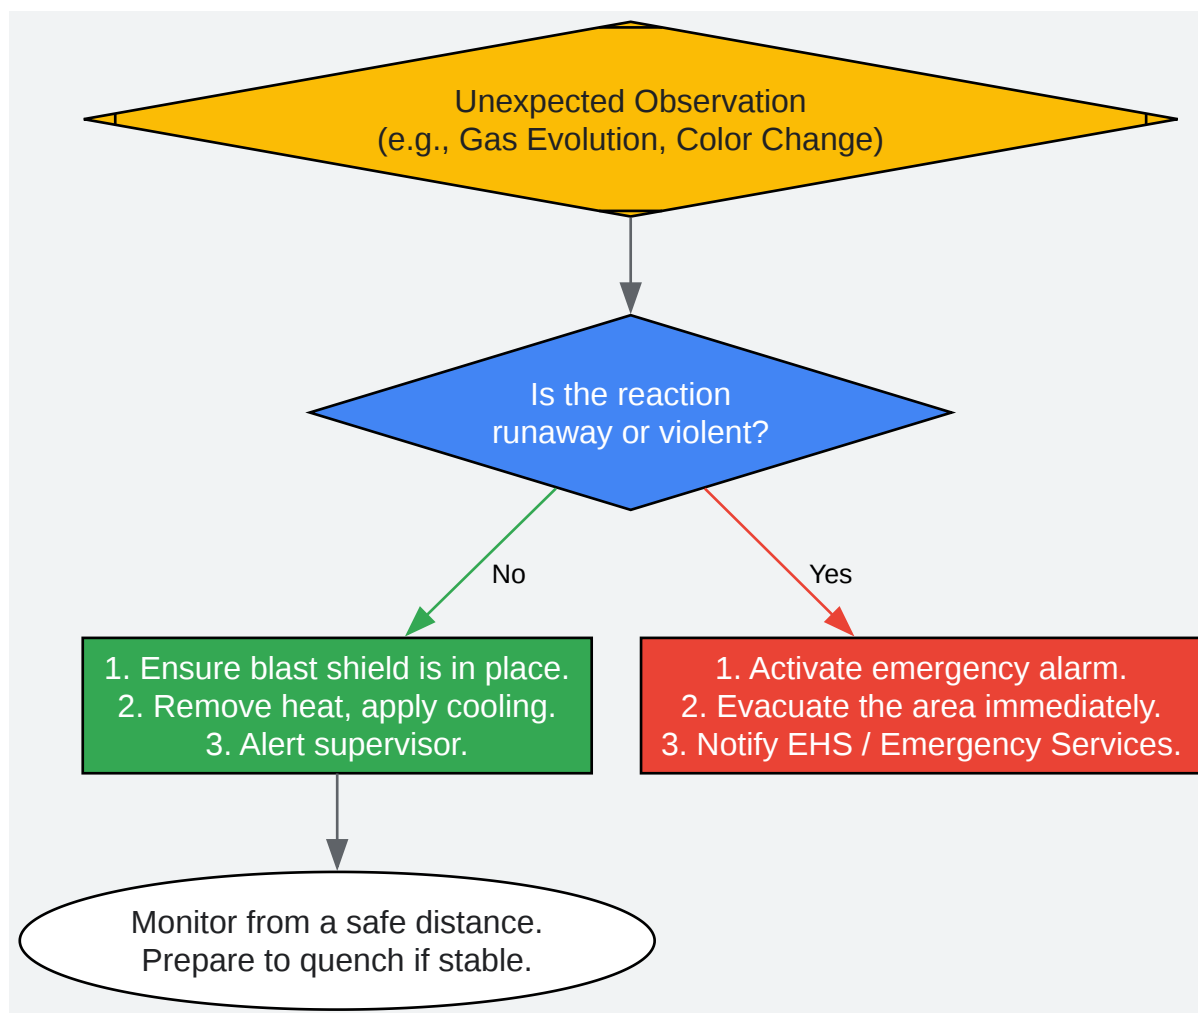 Unexpected Observation
(e.g., Gas Evolution, Color Change)
Is the reaction
runaway or violent?
No
Yes
1. Ensure blast shield is in place.
2. Remove heat, apply cooling.
3. Alert supervisor.
1. Activate emergency alarm.
2. Evacuate the area immediately.
3. Notify EHS / Emergency Services.
Monitor from a safe distance.
Prepare to quench if stable.